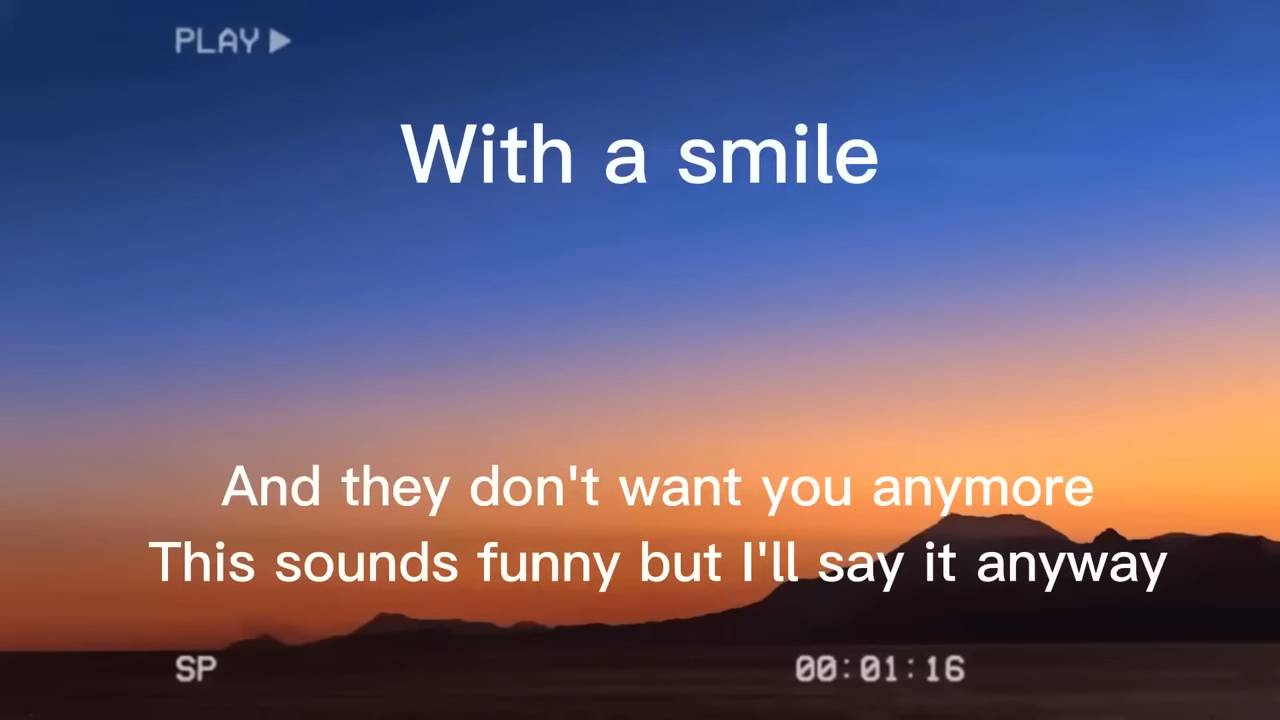 PLAY
With a smile
And they don't want you anymore
This sounds funny but I'll say it anyway
SP
00:01:16